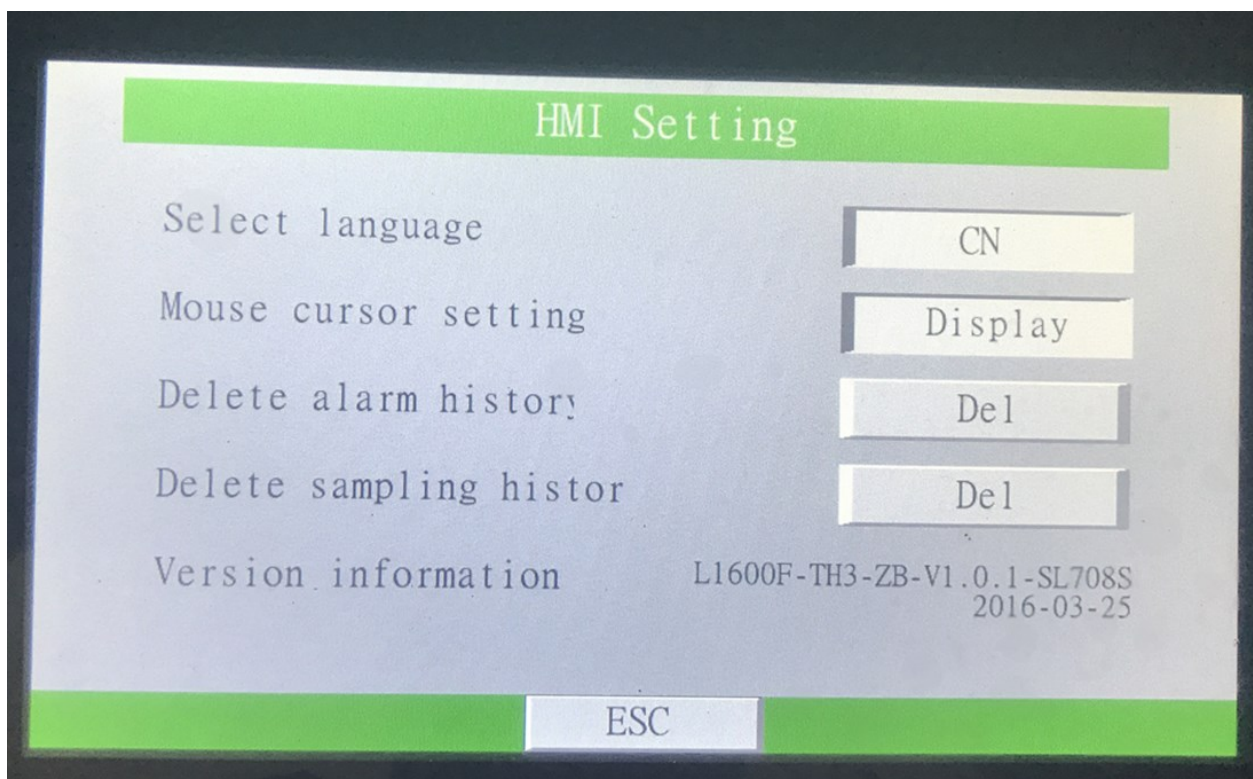 HMI Setting
Select language CN
Mouse cursor setting Display
Delete alarm history Del
Delete sampling histor Del
Version information L1600F-TH3-ZB-V1.0.1-SL708S
2016-03-25
ESC